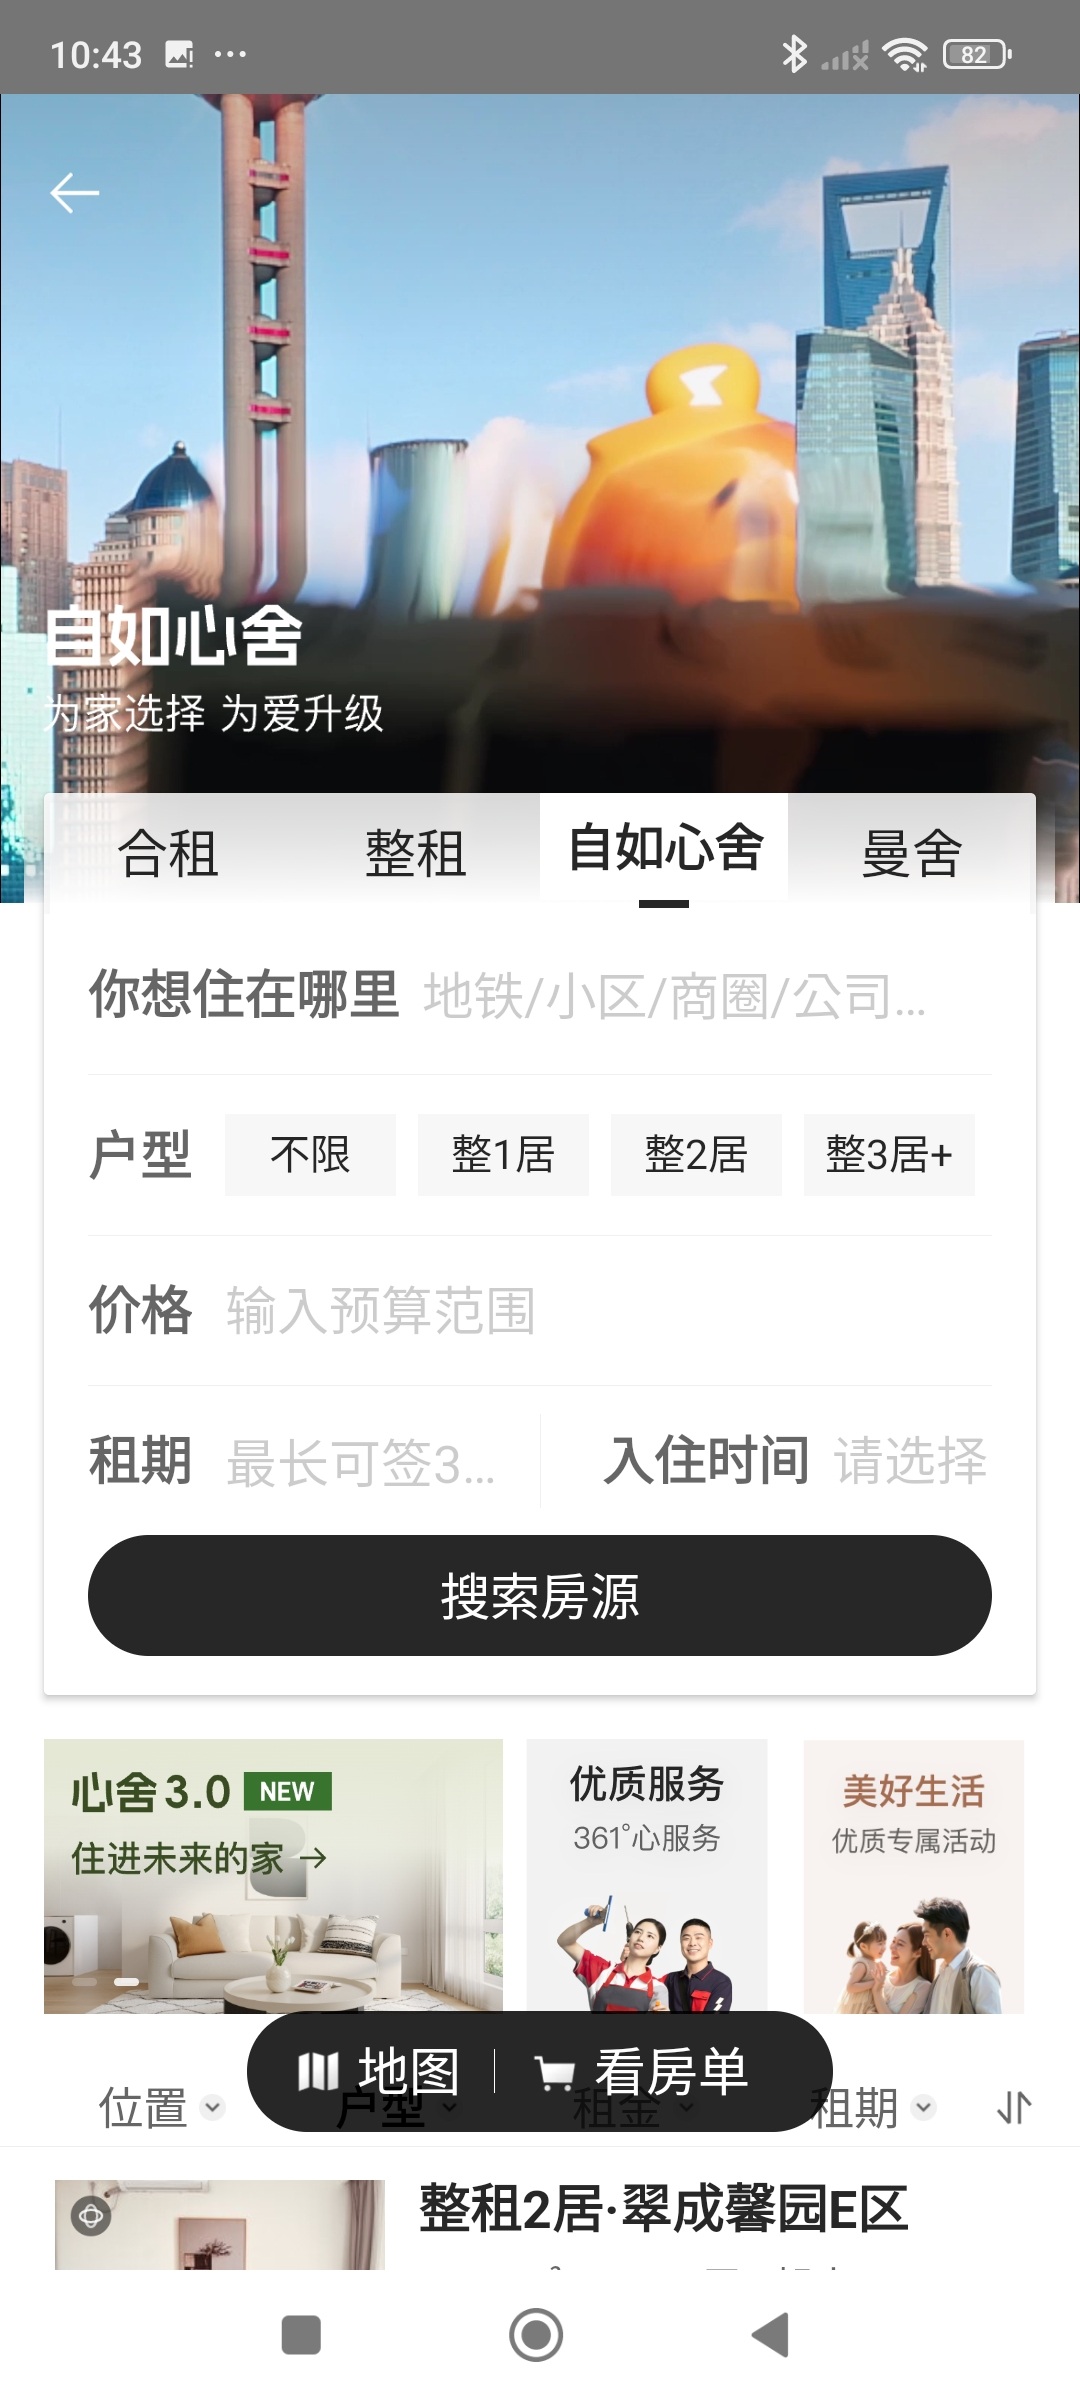 10:43
82
自如心舍
为家选择 为爱升级
合租 整租 自如心舍 曼舍
你想住在哪里 地铁/小区/商圈/公司...
户型 不限 整1居 整2居 整3居+
价格 输入预算范围
租期 最长可签3... 入住时间 请选择
搜索房源
心舍3.0 NEW
住进未来的家 →
优质服务
361°心服务
美好生活
优质专属活动
地图 看房单
位置 户型 租金 租期
整租2居·翠成馨园E区